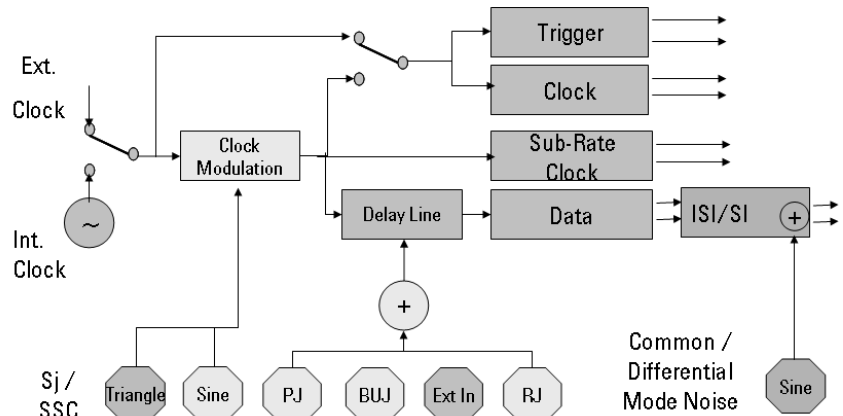 Trigger
Ext.
Clock
Clock
Clock
Modulation
Sub-Rate
Clock
Delay Line
Data
ISI/SI
+
~
Int.
Clock
+
Common /
Differential
Mode Noise
Sj /
SSC
Triangle
Sine
PJ
BUJ
Ext In
RJ
Sine